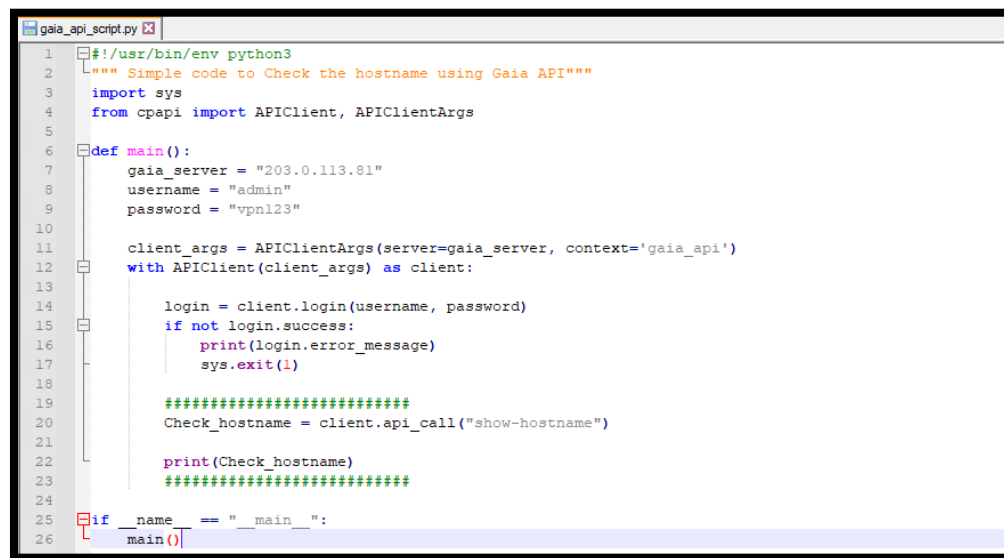 gaia_api_script.py
1 #!/usr/bin/env python3
2 """ Simple code to Check the hostname using Gaia API"""
3 import sys
4 from cpapi import APIClient, APIClientArgs
5
6 def main():
7     gaia_server = "203.0.113.81"
8     username = "admin"
9     password = "vpn123"
10
11     client_args = APIClientArgs(server=gaia_server, context='gaia_api')
12     with APIClient(client_args) as client:
13
14         login = client.login(username, password)
15         if not login.success:
16             print(login.error_message)
17             sys.exit(1)
18
19         ###########################
20         Check_hostname = client.api_call("show-hostname")
21
22         print(Check_hostname)
23         ###########################
24
25 if __name__ == "__main__":
26     main()